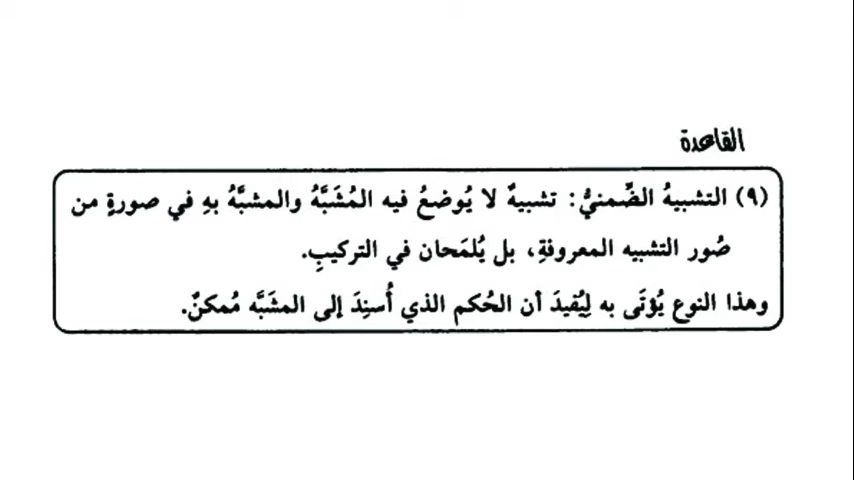 القاعدة
(٩) التشبيهُ الضِّمنيُّ: تشبيهٌ لا يُوضعُ فيه المُشَبَّهُ والمشبَّهُ بهِ في صورةٍ من
صُور التشبيه المعروفةِ، بل يُلمَحان في التركيبِ.
وهذا النوع يُؤتَى به لِيُفيدَ أن الحُكم الذي أُسنِدَ إلى المشَبَّه مُمكنٌ.